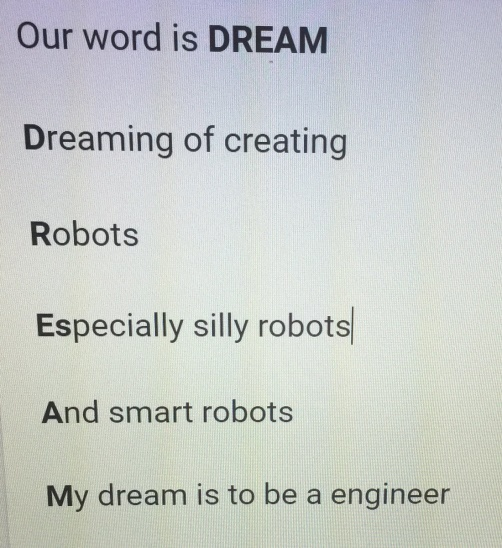 Our word is DREAM
Dreaming of creating
Robots
Especially silly robots
And smart robots
My dream is to be a engineer